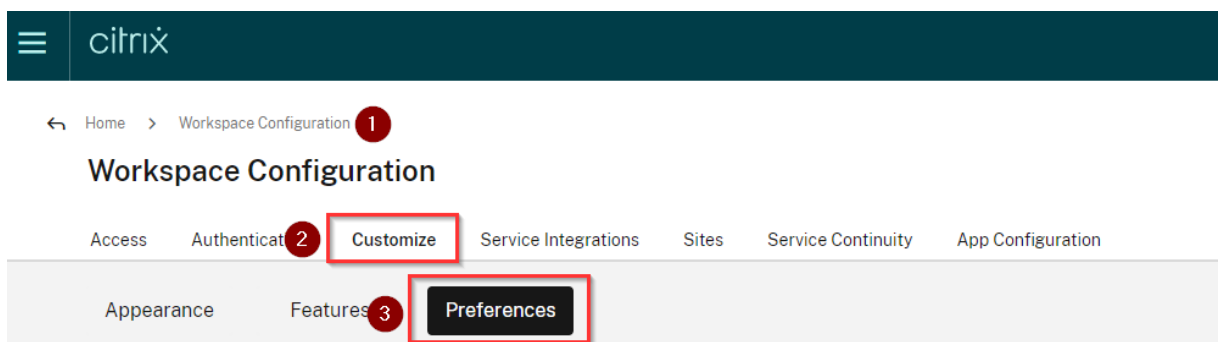 citrix
Home > Workspace Configuration 1
Workspace Configuration
Access Authenticat 2 Customize Service Integrations Sites Service Continuity App Configuration
Appearance Features 3 Preferences